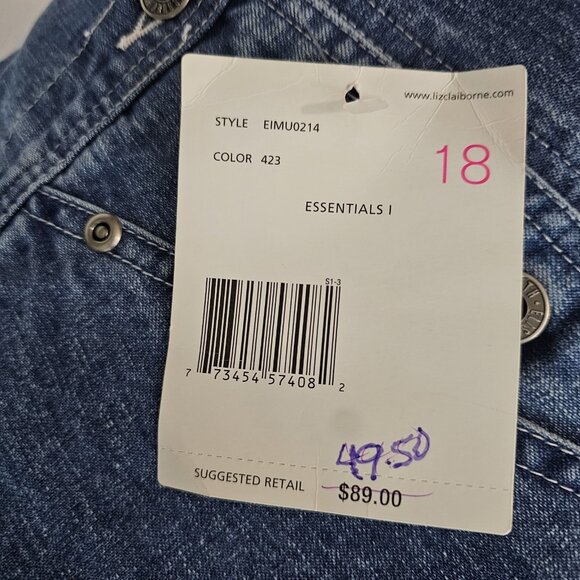 www.lizclaiborne.com
STYLE EIMU0214
COLOR 423
18
ESSENTIALS I
S1-3
7 73454 57408 2
49.50
SUGGESTED RETAIL $89.00